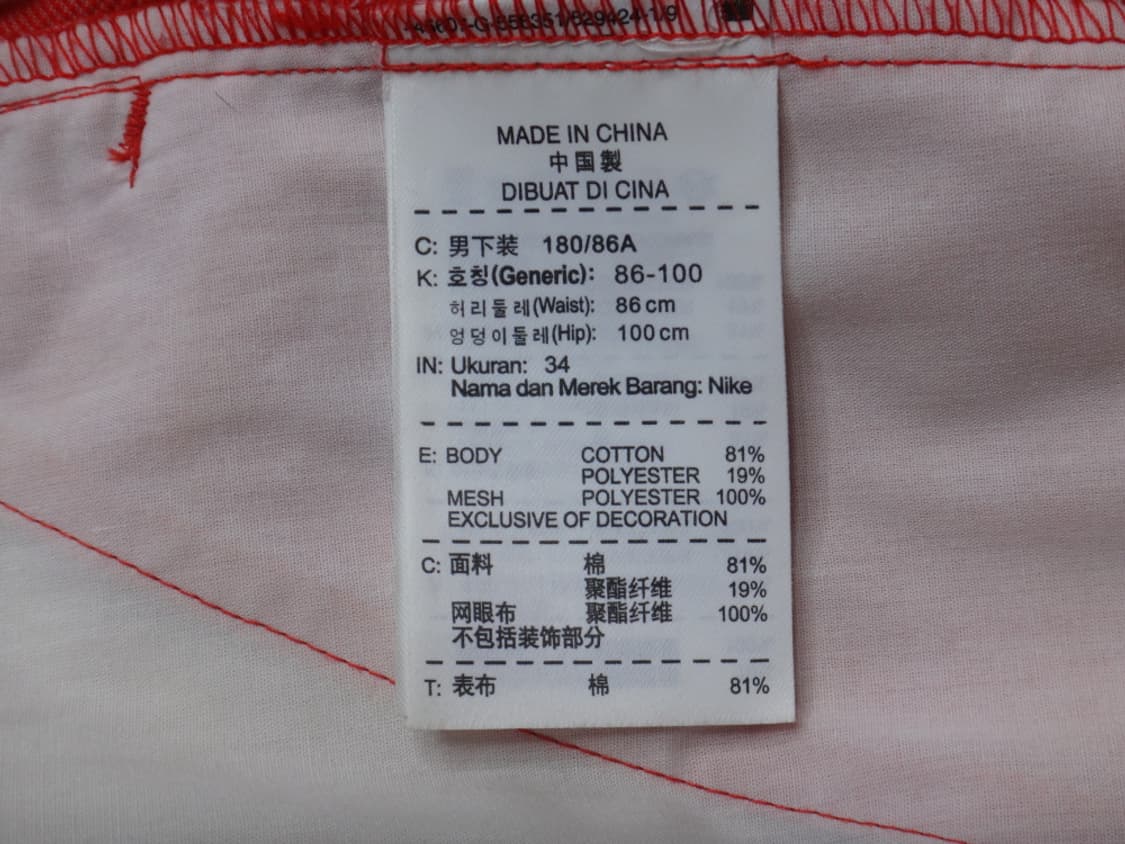 MADE IN CHINA
中国製
DIBUAT DI CINA
C: 男下装 180/86A
K: 호칭(Generic): 86-100
허리둘레(Waist): 86 cm
엉덩이둘레(Hip): 100 cm
IN: Ukuran: 34
Nama dan Merek Barang: Nike
E: BODY COTTON 81%
POLYESTER 19%
MESH POLYESTER 100%
EXCLUSIVE OF DECORATION
C: 面料 棉 81%
聚酯纤维 19%
网眼布 聚酯纤维 100%
不包括装饰部分
T: 表布 棉 81%